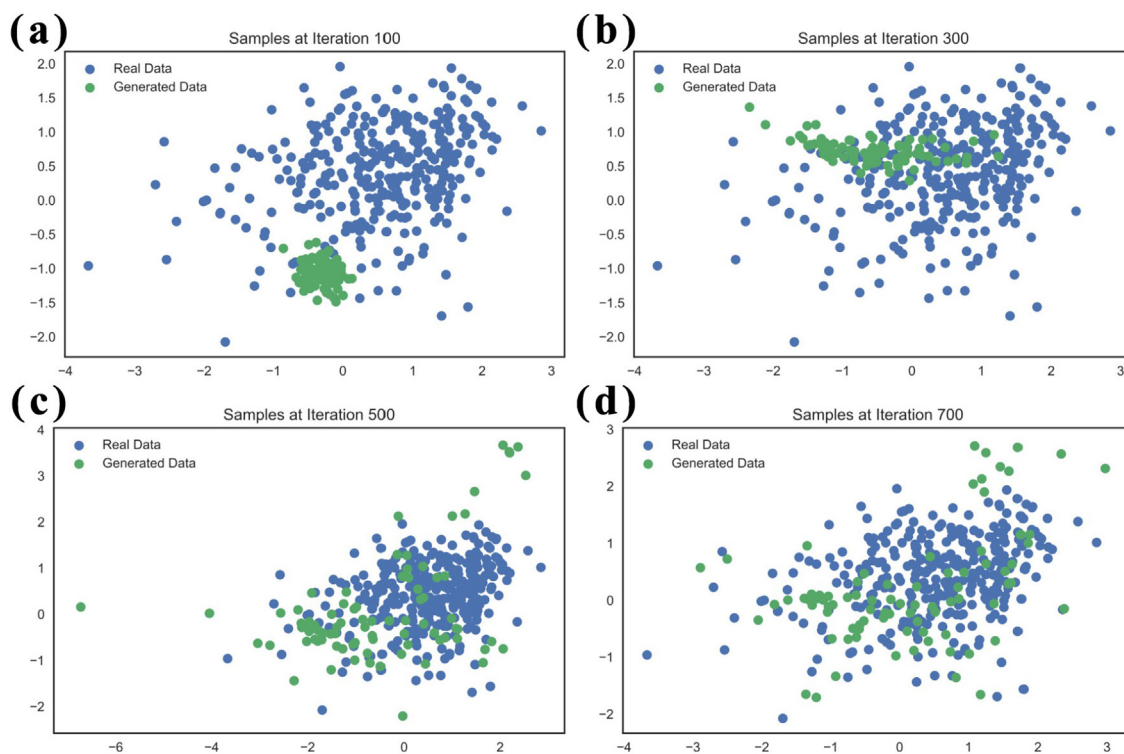 (a)
Samples at Iteration 100
Real Data
Generated Data
2.0
1.5
1.0
0.5
0.0
−0.5
−1.0
−1.5
−2.0
−4 −3 −2 −1 0 1 2 3
(b)
Samples at Iteration 300
Real Data
Generated Data
2.0
1.5
1.0
0.5
0.0
−0.5
−1.0
−1.5
−2.0
−4 −3 −2 −1 0 1 2 3
(c)
Samples at Iteration 500
Real Data
Generated Data
4
3
2
1
0
−1
−2
−6 −4 −2 0 2
(d)
Samples at Iteration 700
Real Data
Generated Data
3
2
1
0
−1
−2
−4 −3 −2 −1 0 1 2 3